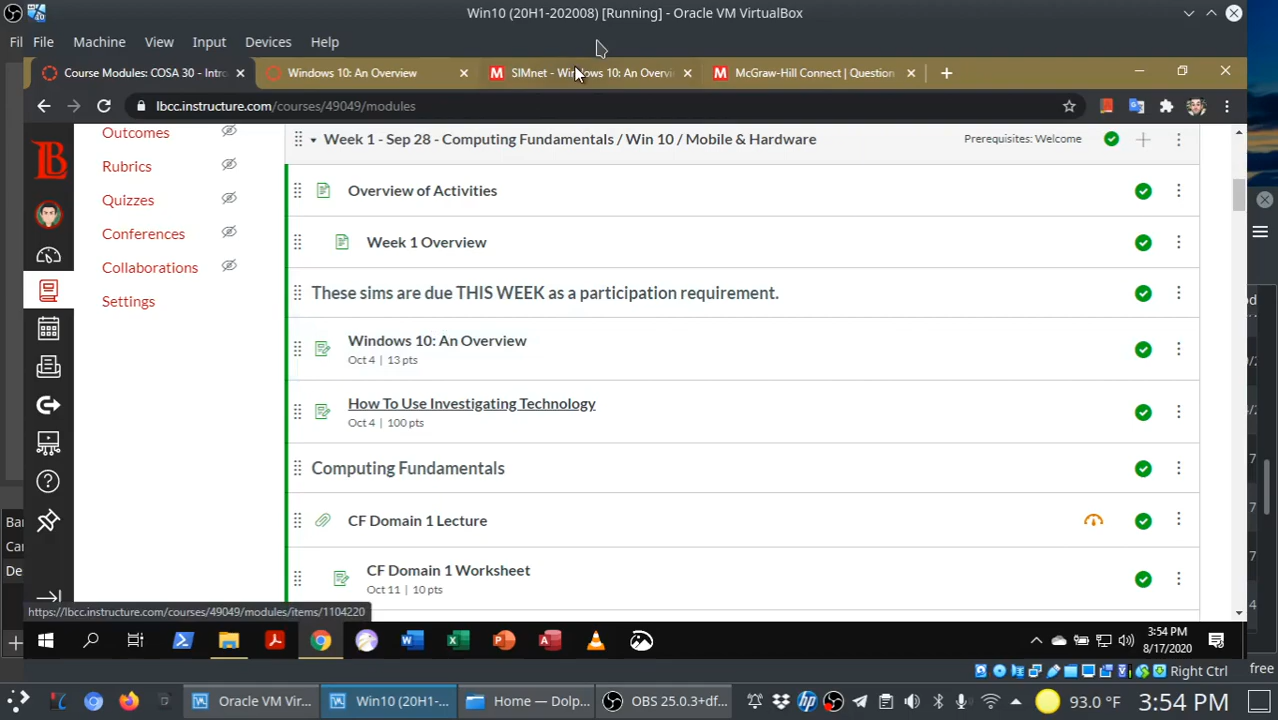 Win10 (20H1-202008) [Running] - Oracle VM VirtualBox
Fil File Machine View Input Devices Help
Course Modules: COSA 30 - Intro
Windows 10: An Overview
SIMnet - Windows 10: An Overvi
McGraw-Hill Connect | Question
lbcc.instructure.com/courses/49049/modules
Outcomes
Rubrics
Quizzes
Conferences
Collaborations
Settings
Week 1 - Sep 28 - Computing Fundamentals / Win 10 / Mobile & Hardware
Prerequisites: Welcome
Overview of Activities
Week 1 Overview
These sims are due THIS WEEK as a participation requirement.
Windows 10: An Overview
Oct 4 | 13 pts
How To Use Investigating Technology
Oct 4 | 100 pts
Computing Fundamentals
CF Domain 1 Lecture
CF Domain 1 Worksheet
Oct 11 | 10 pts
https://lbcc.instructure.com/courses/49049/modules/items/1104220
3:54 PM
8/17/2020
Right Ctrl
free
Oracle VM Vir...
Win10 (20H1-...
Home — Dolp...
OBS 25.0.3+df...
93.0 °F
3:54 PM